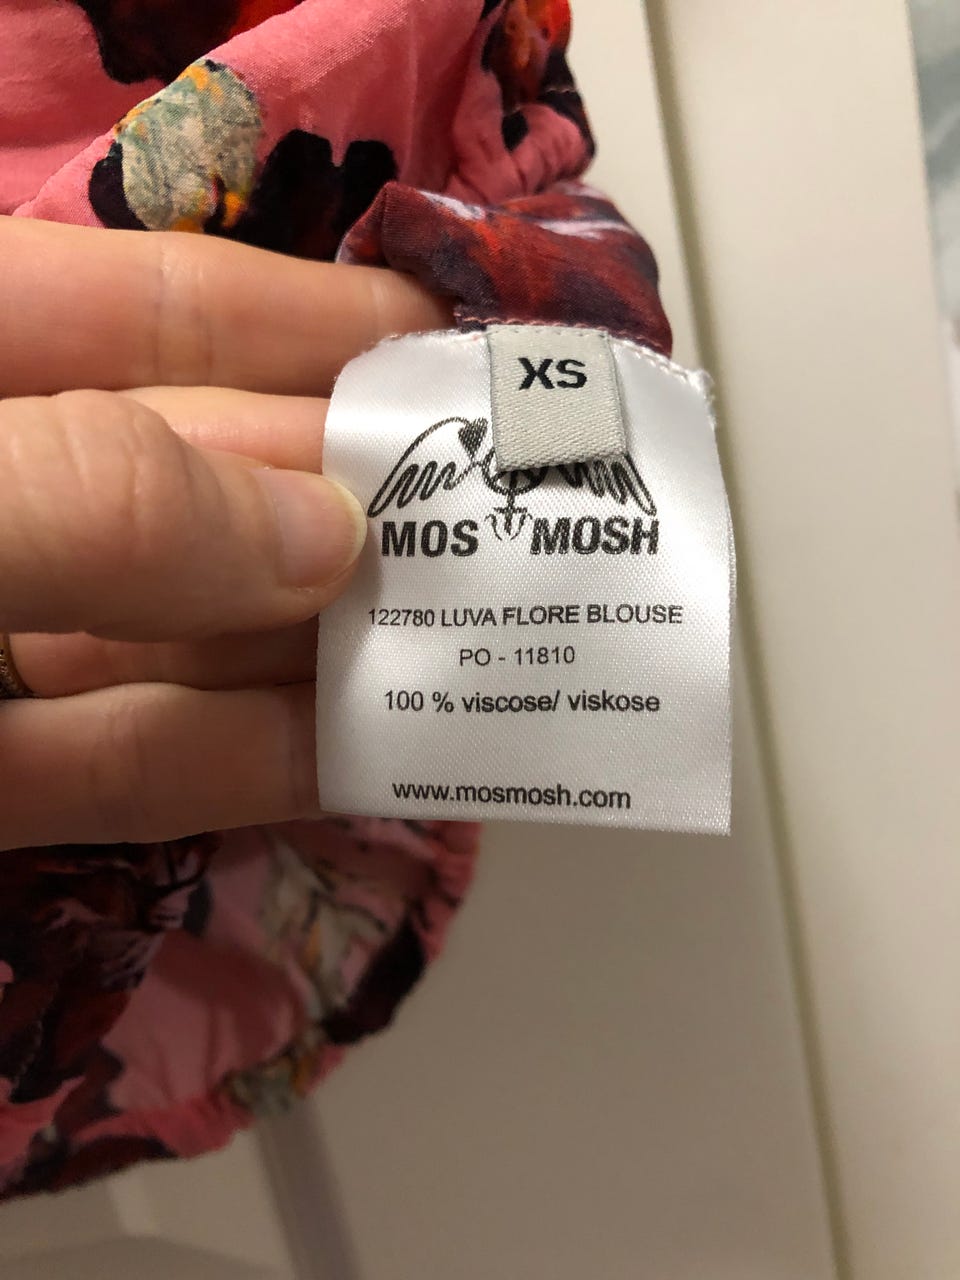 XS
MOS MOSH
122780 LUVA FLORE BLOUSE
PO - 11810
100 % viscose/ viskose
www.mosmosh.com